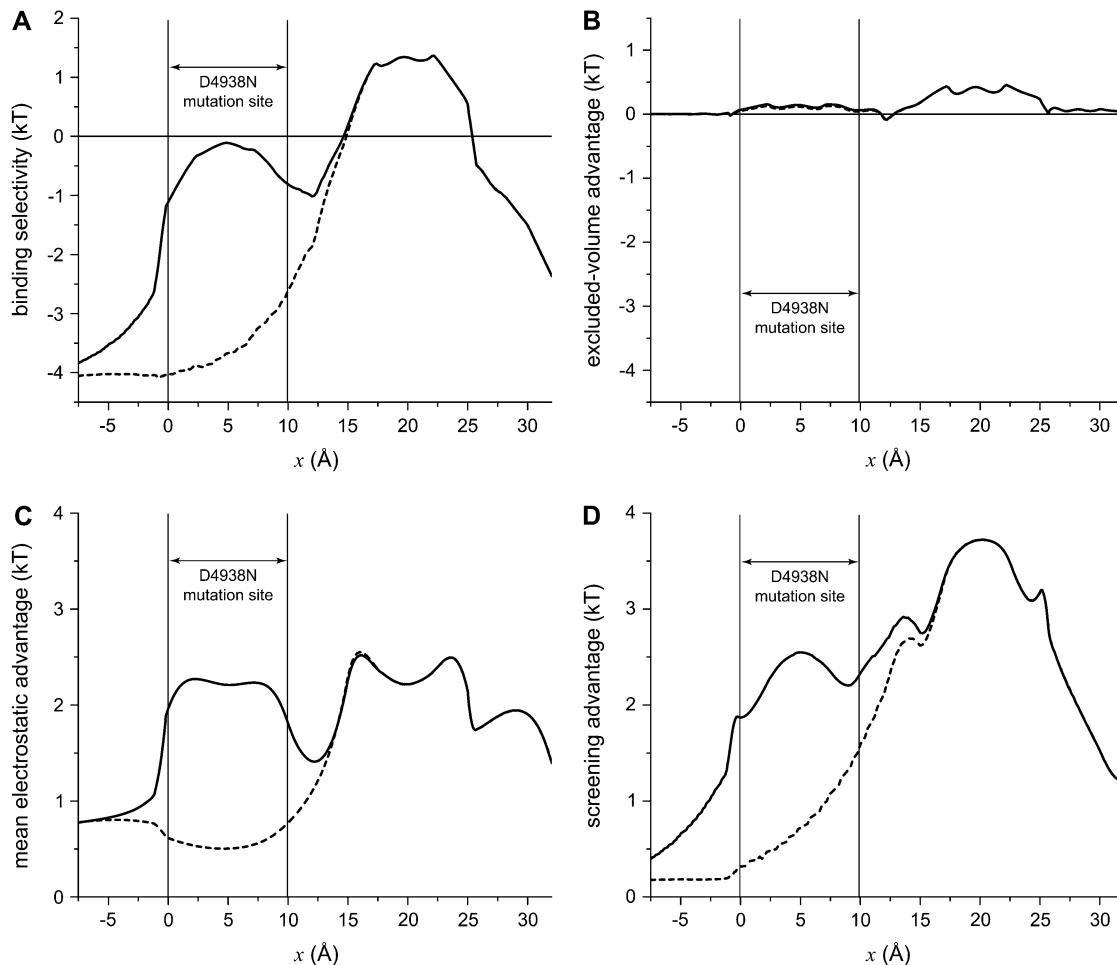 A
2
1
0
-1
-2
-3
-4
binding selectivity (kT)
D4938N
mutation site
-5 0 5 10 15 20 25 30
x (Å)
B
1
0
-1
-2
-3
-4
excluded-volume advantage (kT)
D4938N
mutation site
-5 0 5 10 15 20 25 30
x (Å)
C
4
3
2
1
0
mean electrostatic advantage (kT)
D4938N
mutation site
-5 0 5 10 15 20 25 30
x (Å)
D
4
3
2
1
0
screening advantage (kT)
D4938N
mutation site
-5 0 5 10 15 20 25 30
x (Å)